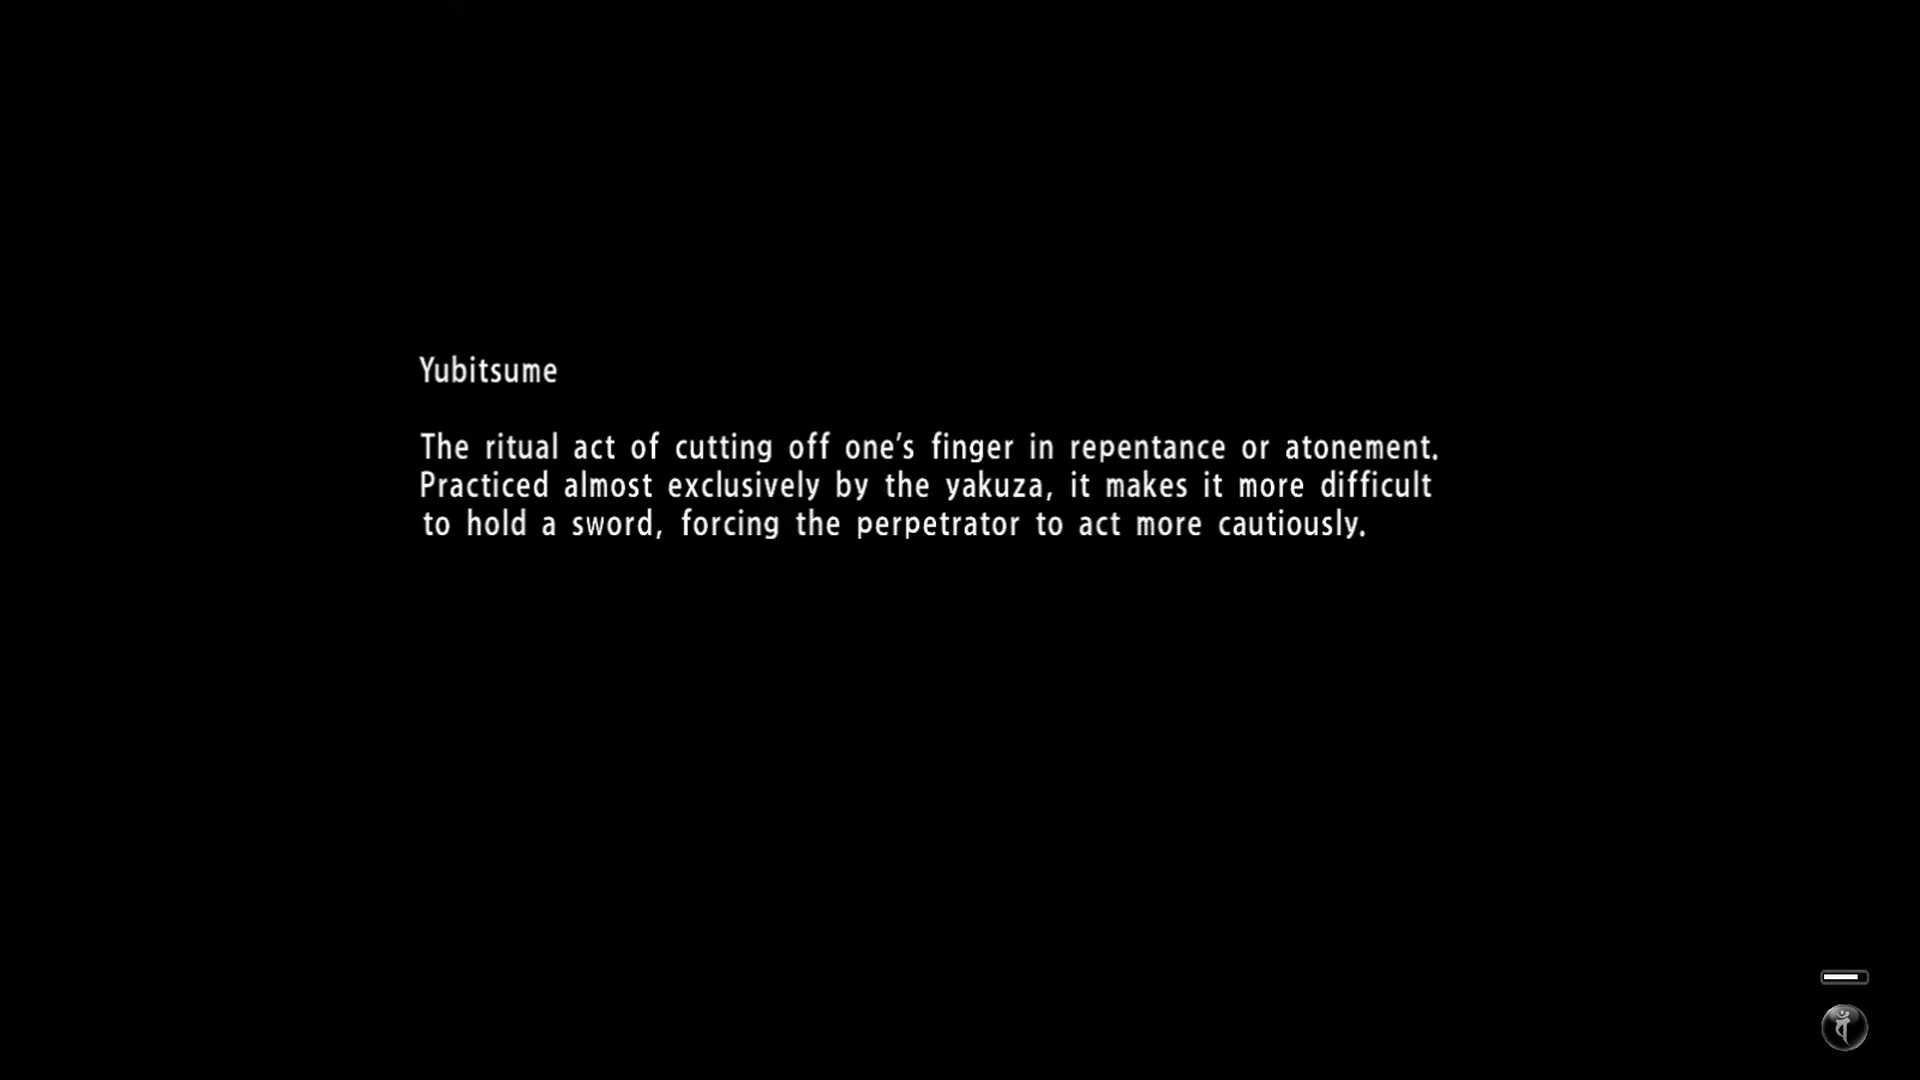 Yubitsume
The ritual act of cutting off one’s finger in repentance or atonement.
Practiced almost exclusively by the yakuza, it makes it more difficult
to hold a sword, forcing the perpetrator to act more cautiously.